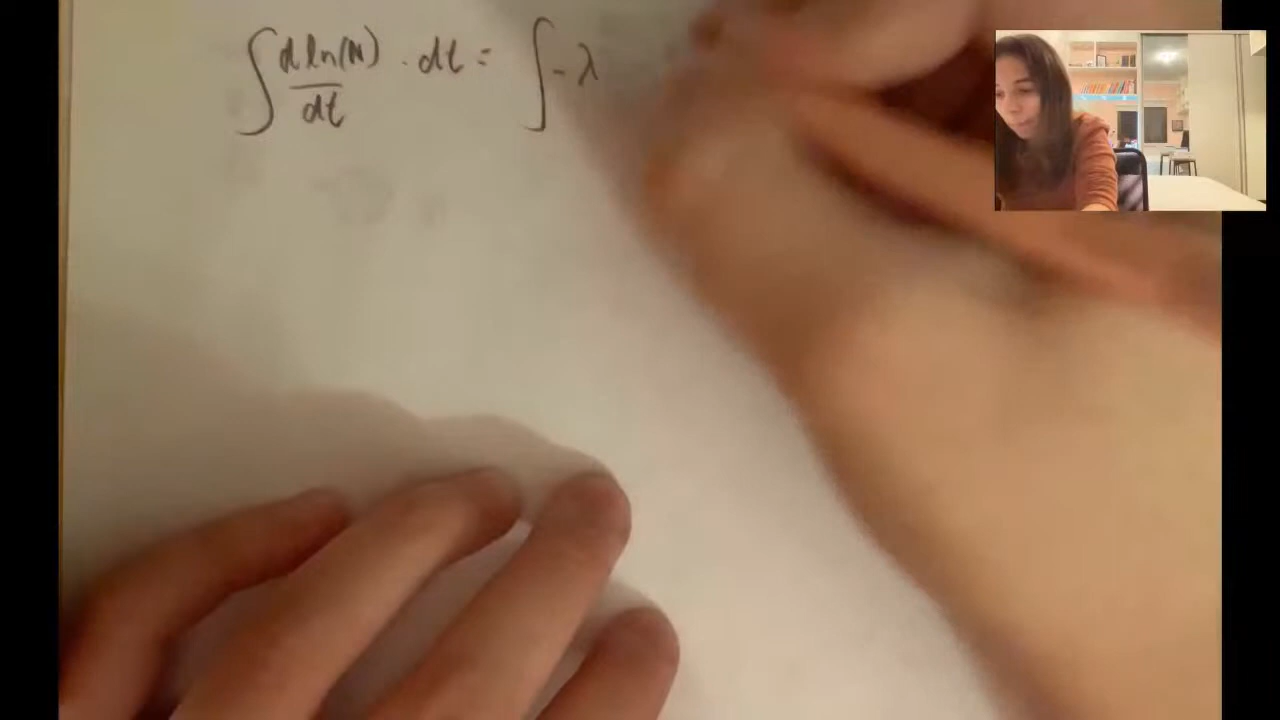 ∫ d ln(N)/dt · dt = ∫ -λ